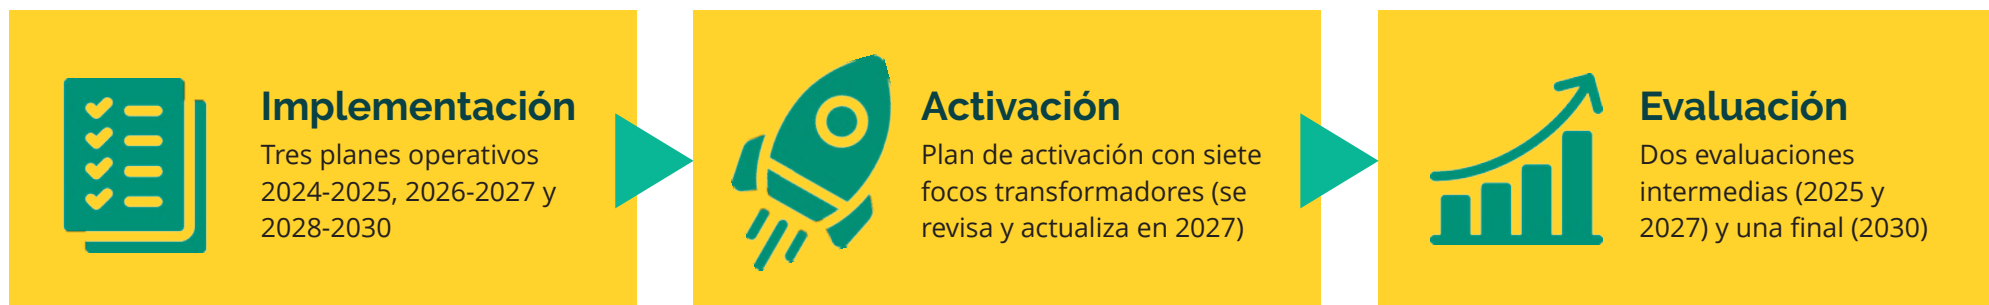 Implementación
Tres planes operativos
2024-2025, 2026-2027 y
2028-2030
Activación
Plan de activación con siete
focos transformadores (se
revisa y actualiza en 2027)
Evaluación
Dos evaluaciones
intermedias (2025 y
2027) y una final (2030)